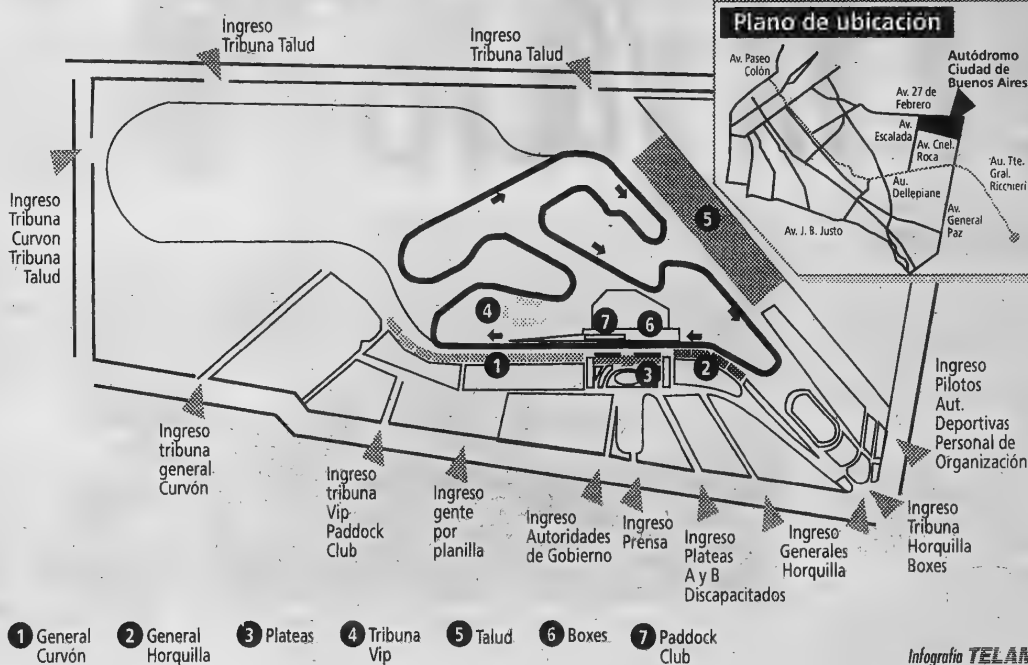 Ingreso
Tribuna Talud
Ingreso
Tribuna Talud
Plano de ubicación
Av. Paseo
Colón
Autódromo
Ciudad de
Buenos Aires
Av. 27 de
Febrero
Av.
Escalada
Av. Cnel.
Roca
Au. Tte.
Gral.
Ricchieri
Au.
Dellepiane
Av.
General
Paz
Av. J. B. Justo
Ingreso
Tribuna
Curvon
Tribuna
Talud
5
4
7
6
1
3
2
Ingreso
Pilotos
Aut.
Deportivas
Personal de
Organización
Ingreso
tribuna
general
Curvón
Ingreso
tribuna
Vip
Paddock
Club
Ingreso
gente
por
planilla
Ingreso
Autoridades
de Gobierno
Ingreso
Prensa
Ingreso
Plateas
A y B
Discapacitados
Ingreso
Generales
Horquilla
Ingreso
Tribuna
Horquilla
Boxes
1 General
Curvón
2 General
Horquilla
3 Plateas
4 Tribuna
Vip
5 Talud
6 Boxes
7 Paddock
Club
Infografía TELAM